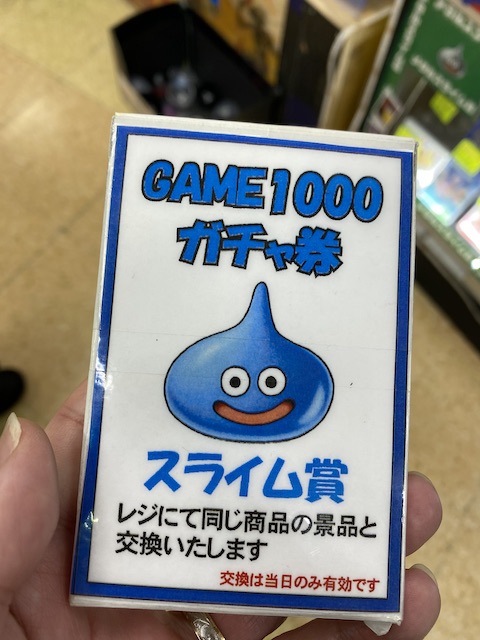 GAME1000
ガチャ券
スライム賞
レジにて同じ商品の景品と
交換いたします
交換は当日のみ有効です